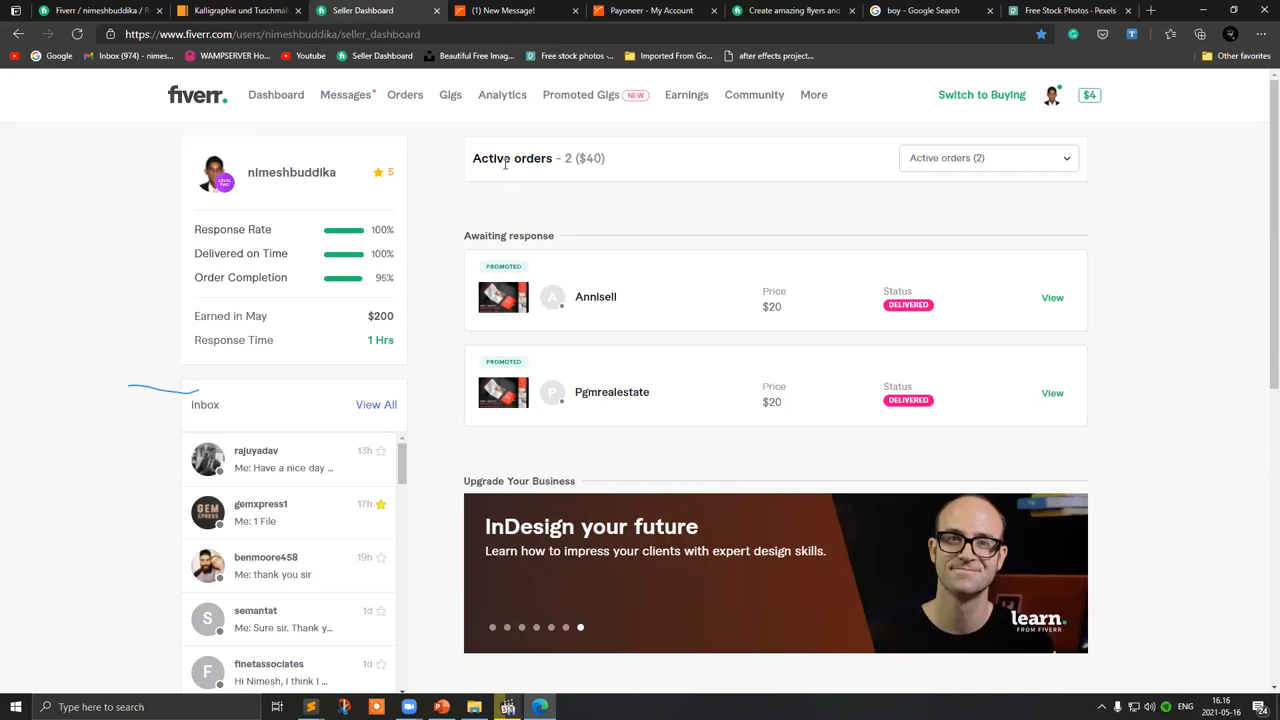 Fiverr / nimeshbuddika
Kalligraphie und
Seller Dashboard
(1) News!
Payoneer - My Account
Create amazing flyers and
google - Google Search
Free Stock Photos - Pexels
https://www.fiverr.com/users/nimeshbuddika/seller_dashboard
Google
Inbox (974) — nimes...
WAMPSERVER Ho...
Youtube
Seller Dashboard
Beautiful Free Imag...
Free stock photos -...
Imported From Go...
after effects project...
Other favorites
fiverr.
Dashboard
Messages
Orders
Gigs
Analytics
Promoted Gigs
NEW
Earnings
Community
More
Switch to Buying
$4
LEVEL TWO
nimeshbuddika
5
Response Rate
100%
Delivered on Time
100%
Order Completion
95%
Earned in May
$200
Response Time
1 Hrs
Inbox
View All
rajuyadav
13h
Me: Have a nice day ...
GEM XPRESS
gemxpress1
17h
Me: 1 File
benmoore458
19h
Me: thank you sir
S
semantat
1d
Me: Sure sir. Thank y...
F
finetassociates
1d
Hi Nimesh, I think I ...
Active orders - 2 ($40)
Active orders (2)
Awaiting response
PROMOTED
A
Annisell
Price
$20
Status
DELIVERED
View
PROMOTED
P
Pgmrealestate
Price
$20
Status
DELIVERED
View
Upgrade Your Business
InDesign your future
Learn how to impress your clients with expert design skills.
learn.
FROM FIVERR
Type here to search
ENG
16.16
2021-05-16